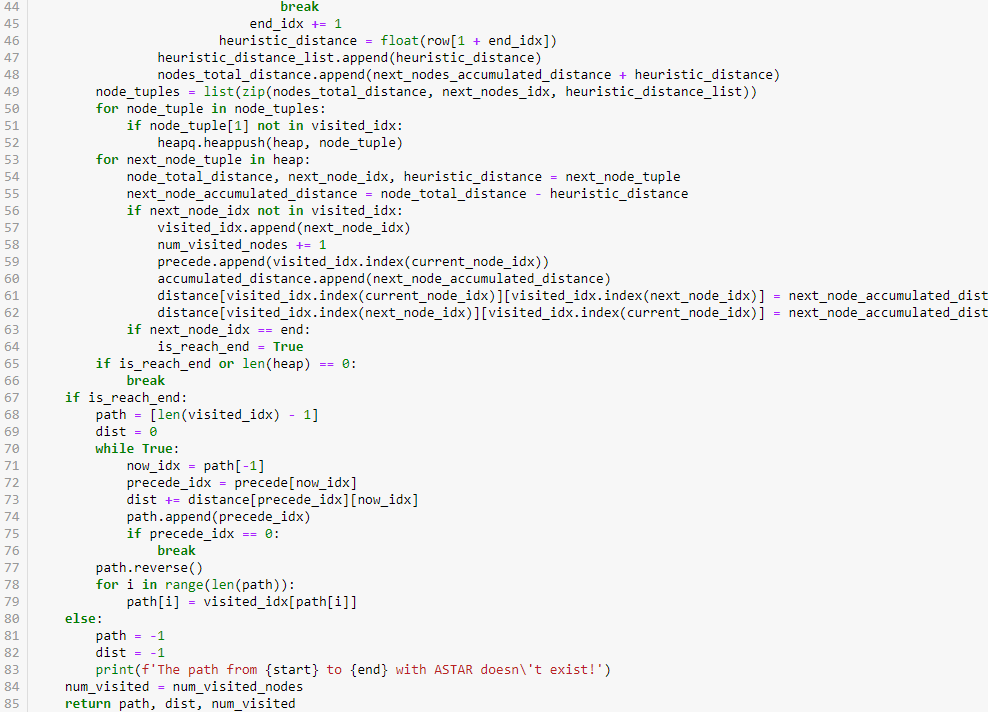 44 break
45 end_idx += 1
46 heuristic_distance = float(row[1 + end_idx])
47 heuristic_distance_list.append(heuristic_distance)
48 nodes_total_distance.append(next_nodes_accumulated_distance + heuristic_distance)
49 node_tuples = list(zip(nodes_total_distance, next_nodes_idx, heuristic_distance_list))
50 for node_tuple in node_tuples:
51 if node_tuple[1] not in visited_idx:
52 heapq.heappush(heap, node_tuple)
53 for next_node_tuple in heap:
54 node_total_distance, next_node_idx, heuristic_distance = next_node_tuple
55 next_node_accumulated_distance = node_total_distance - heuristic_distance
56 if next_node_idx not in visited_idx:
57 visited_idx.append(next_node_idx)
58 num_visited_nodes += 1
59 precede.append(visited_idx.index(current_node_idx))
60 accumulated_distance.append(next_node_accumulated_distance)
61 distance[visited_idx.index(current_node_idx)][visited_idx.index(next_node_idx)] = next_node_accumulated_dist
62 distance[visited_idx.index(next_node_idx)][visited_idx.index(current_node_idx)] = next_node_accumulated_dist
63 if next_node_idx == end:
64 is_reach_end = True
65 if is_reach_end or len(heap) == 0:
66 break
67 if is_reach_end:
68 path = [len(visited_idx) - 1]
69 dist = 0
70 while True:
71 now_idx = path[-1]
72 precede_idx = precede[now_idx]
73 dist += distance[precede_idx][now_idx]
74 path.append(precede_idx)
75 if precede_idx == 0:
76 break
77 path.reverse()
78 for i in range(len(path)):
79 path[i] = visited_idx[path[i]]
80 else:
81 path = -1
82 dist = -1
83 print(f'The path from {start} to {end} with ASTAR doesn\'t exist!')
84 num_visited = num_visited_nodes
85 return path, dist, num_visited